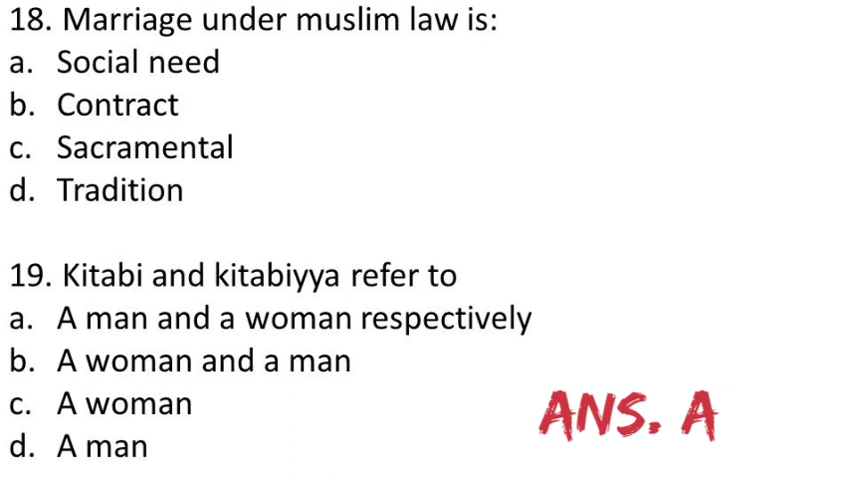 18. Marriage under muslim law is:
a. Social need
b. Contract
c. Sacramental
d. Tradition
19. Kitabi and kitabiyya refer to
a. A man and a woman respectively
b. A woman and a man
c. A woman
d. A man
ANS. A